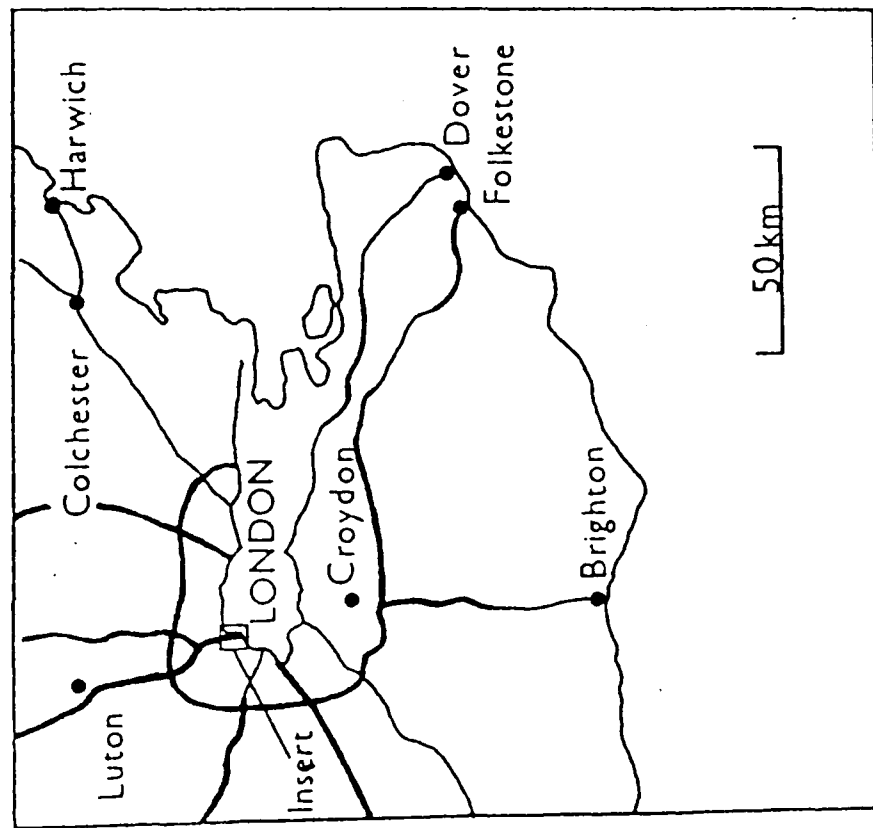 Harwich
Colchester
Luton
LONDON
Insert
Croydon
Dover
Folkestone
Brighton
50 km